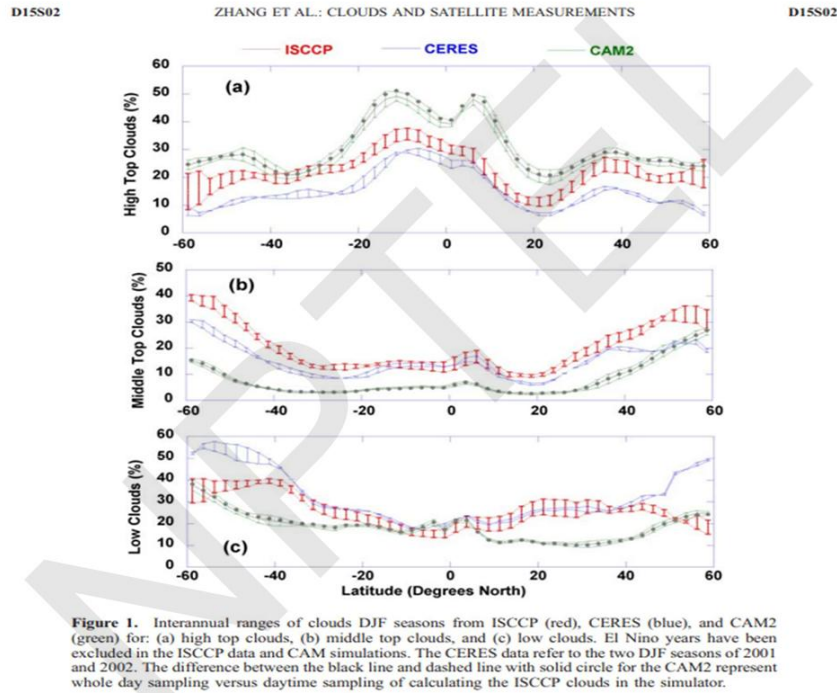 D15S02 ZHANG ET AL.: CLOUDS AND SATELLITE MEASUREMENTS D15S02
ISCCP CERES CAM2
(a)
High Top Clouds (%)
60
50
40
30
20
10
0
-60 -40 -20 0 20 40 60
(b)
Middle Top Clouds (%)
50
40
30
20
10
0
-60 -40 -20 0 20 40 60
(c)
Low Clouds (%)
60
50
40
30
20
10
0
-60 -40 -20 0 20 40 60
Latitude (Degrees North)
Figure 1. Interannual ranges of clouds DJF seasons from ISCCP (red), CERES (blue), and CAM2
(green) for: (a) high top clouds, (b) middle top clouds, and (c) low clouds. El Nino years have been
excluded in the ISCCP data and CAM simulations. The CERES data refer to the two DJF seasons of 2001
and 2002. The difference between the black line and dashed line with solid circle for the CAM2 represent
whole day sampling versus daytime sampling of calculating the ISCCP clouds in the simulator.
NPTEL